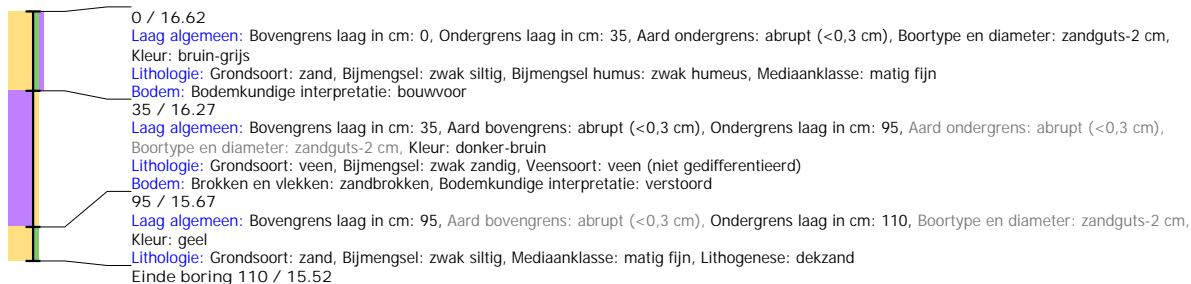 0 / 16.62
Laag algemeen: Bovengrens laag in cm: 0, Ondergrens laag in cm: 35, Aard ondergrens: abrupt (<0,3 cm), Boortype en diameter: zandguts-2 cm,
Kleur: bruin-grijs
Lithologie: Grondsoort: zand, Bijmengsel: zwak siltig, Bijmengsel humus: zwak humeus, Mediaanklasse: matig fijn
Bodem: Bodemkundige interpretatie: bouwvoor
35 / 16.27
Laag algemeen: Bovengrens laag in cm: 35, Aard bovengrens: abrupt (<0,3 cm), Ondergrens laag in cm: 95, Aard ondergrens: abrupt (<0,3 cm),
Boortype en diameter: zandguts-2 cm, Kleur: donker-bruin
Lithologie: Grondsoort: veen, Bijmengsel: zwak zandig, Veensoort: veen (niet gedifferentieerd)
Bodem: Brokken en vlekken: zandbrokken, Bodemkundige interpretatie: verstoord
95 / 15.67
Laag algemeen: Bovengrens laag in cm: 95, Aard bovengrens: abrupt (<0,3 cm), Ondergrens laag in cm: 110, Boortype en diameter: zandguts-2 cm,
Kleur: geel
Lithologie: Grondsoort: zand, Bijmengsel: zwak siltig, Mediaanklasse: matig fijn, Lithogenese: dekzand
Einde boring 110 / 15.52